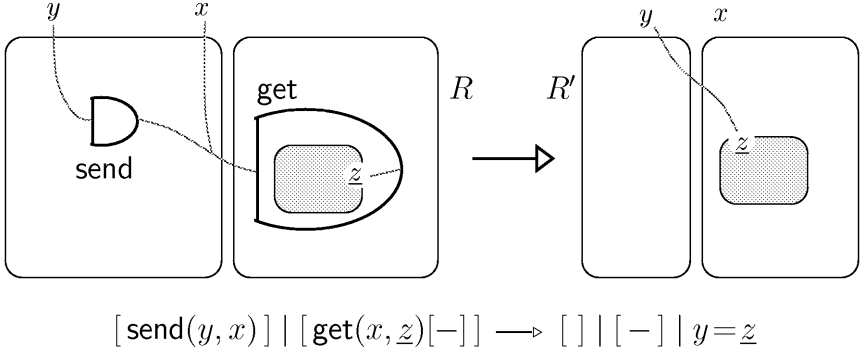 y x y x
get R R′
z z
send
[ send(y, x) ] | [ get(x, z)[−] ] ⟶ [ ] | [ − ] | y = z